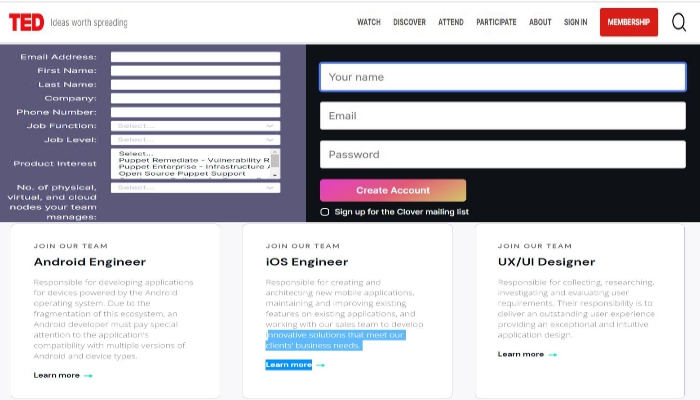 TED Ideas worth spreading
WATCH DISCOVER ATTEND PARTICIPATE ABOUT SIGN IN MEMBERSHIP
Email Address:
First Name:
Last Name:
Company:
Phone Number:
Job Function: Select...
Job Level: Select...
Product Interest
Select...
Puppet Remediate - Vulnerability R
Puppet Enterprise - Infrastructure
Open Source Puppet Support
No. of physical,
virtual, and cloud
nodes your team
manages:
Select...
Your name
Email
Password
Create Account
Sign up for the Clover mailing list
JOIN OUR TEAM
Android Engineer
Responsible for developing applications
for devices powered by the Android
operating system. Due to the
fragmentation of this ecosystem, an
Android developer must pay special
attention to the application's
compatibility with multiple versions of
Android and device types.
Learn more →
JOIN OUR TEAM
iOS Engineer
Responsible for creating and
architecting new mobile applications,
maintaining and improving existing
features on existing applications, and
working with our sales team to develop
innovative solutions that meet our
clients' business needs.
Learn more →
JOIN OUR TEAM
UX/UI Designer
Responsible for collecting, researching,
investigating and evaluating user
requirements. Their responsibility is to
deliver an outstanding user experience
providing an exceptional and intuitive
application design.
Learn more →